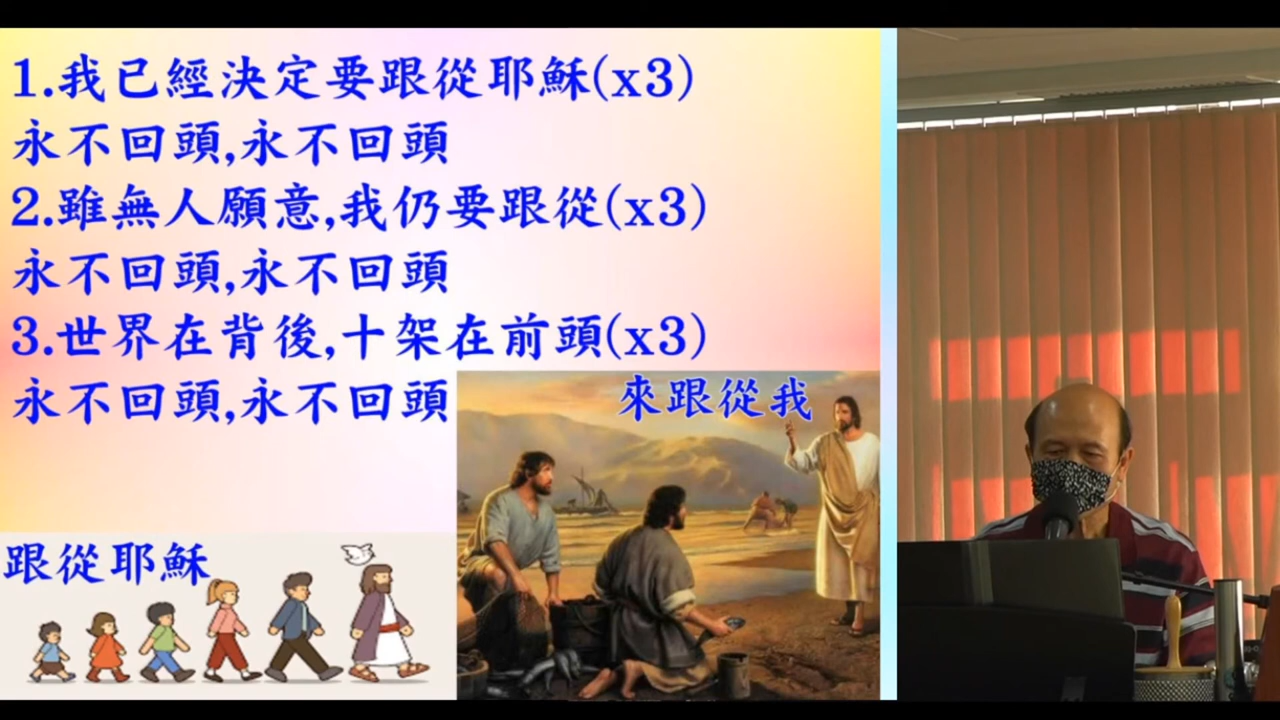 1.我已經決定要跟從耶穌(x3)
永不回頭,永不回頭
2.雖無人願意,我仍要跟從(x3)
永不回頭,永不回頭
3.世界在背後,十架在前頭(x3)
永不回頭,永不回頭
來跟從我
跟從耶穌